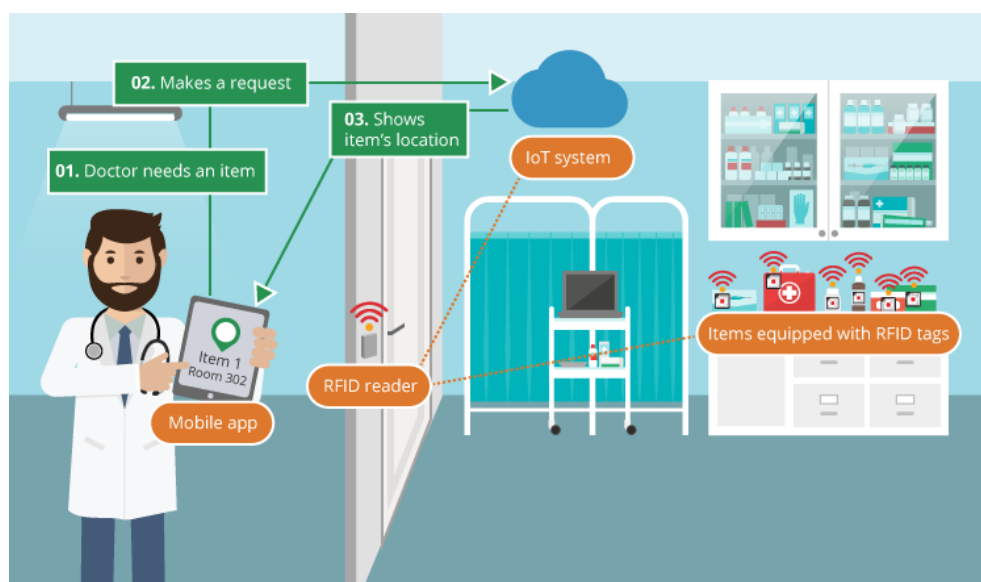 02. Makes a request
03. Shows
item's location
01. Doctor needs an item
IoT system
Item 1
Room 302
RFID reader
Items equipped with RFID tags
Mobile app